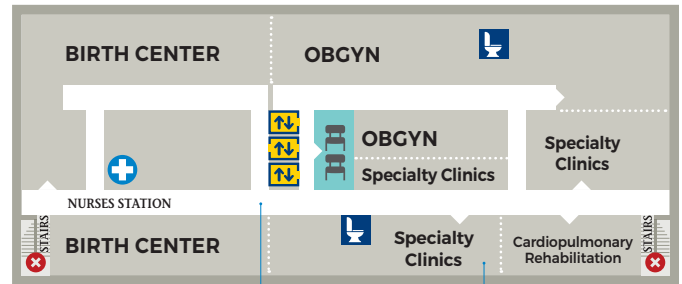 BIRTH CENTER
OBGYN
OBGYN
Specialty Clinics
Specialty
Clinics
NURSES STATION
STAIRS
BIRTH CENTER
Specialty
Clinics
Cardiopulmonary
Rehabilitation
STAIRS